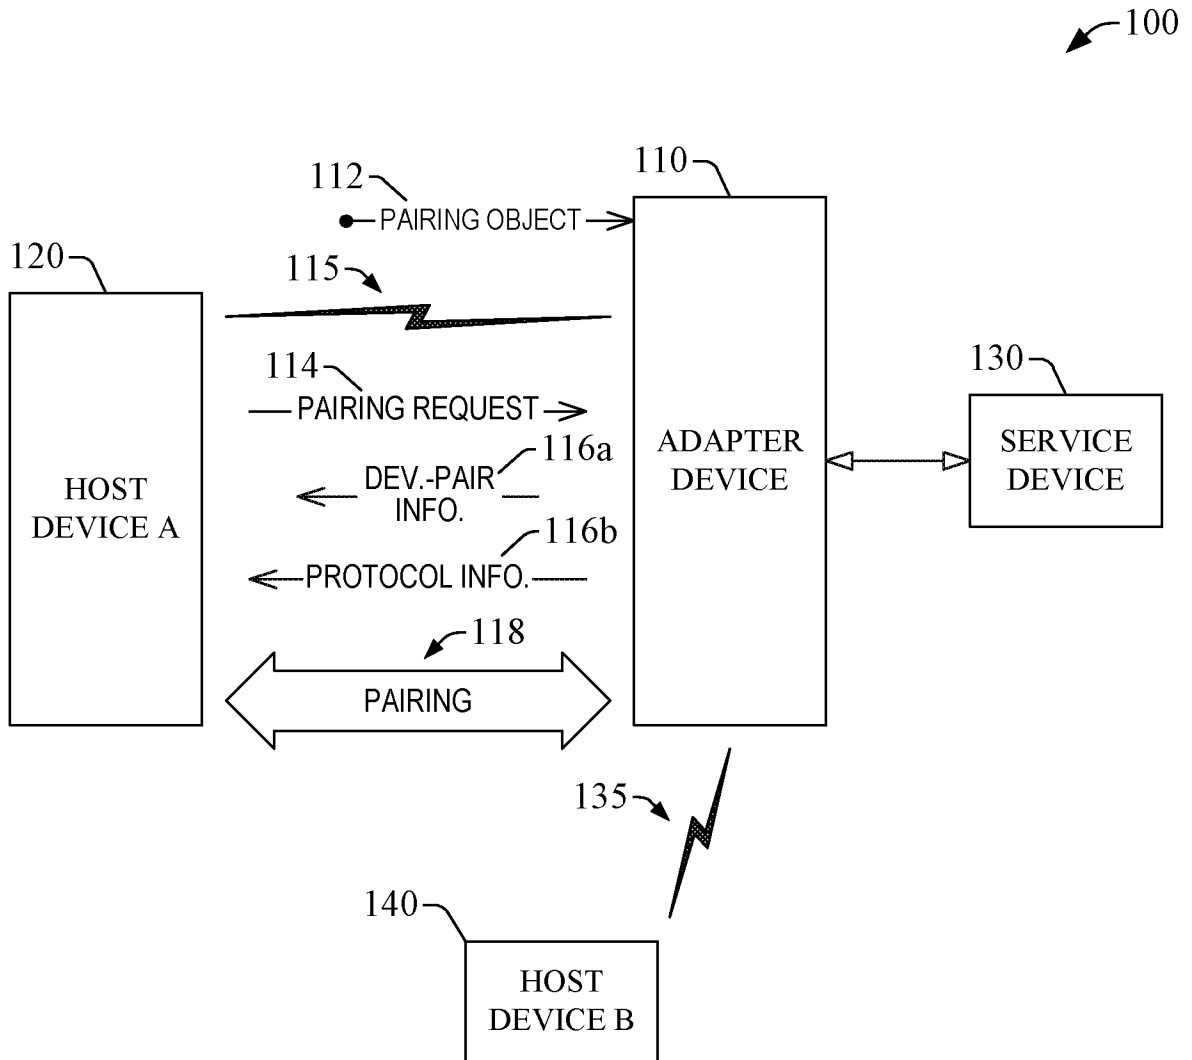 100
112
110
PAIRING OBJECT
120
115
114
130
PAIRING REQUEST
116a
DEV.-PAIR
INFO.
ADAPTER
DEVICE
SERVICE
DEVICE
HOST
DEVICE A
116b
PROTOCOL INFO.
118
PAIRING
135
140
HOST
DEVICE B